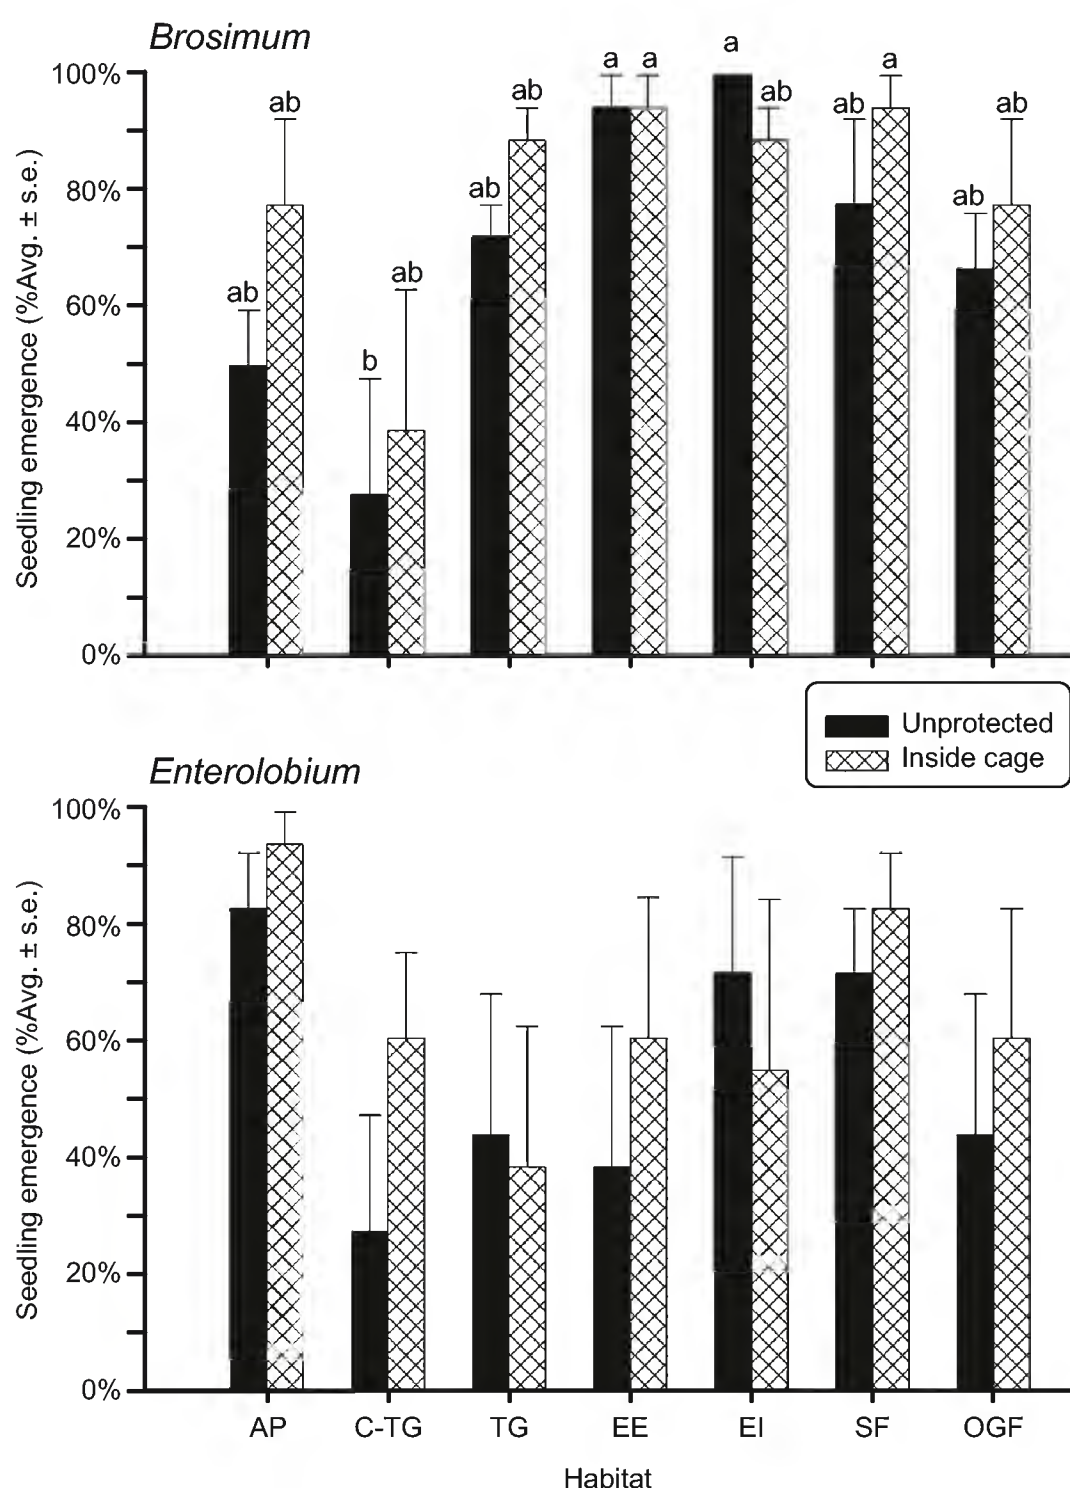 Brosimum
Seedling emergence (%Avg. ± s.e.)
100%
80%
60%
40%
20%
0%
ab
ab
b
ab
ab
ab
a
a
a
ab
ab
a
ab
ab
Unprotected
Inside cage
Enterolobium
Seedling emergence (%Avg. ± s.e.)
100%
80%
60%
40%
20%
0%
AP
C-TG
TG
EE
EI
SF
OGF
Habitat